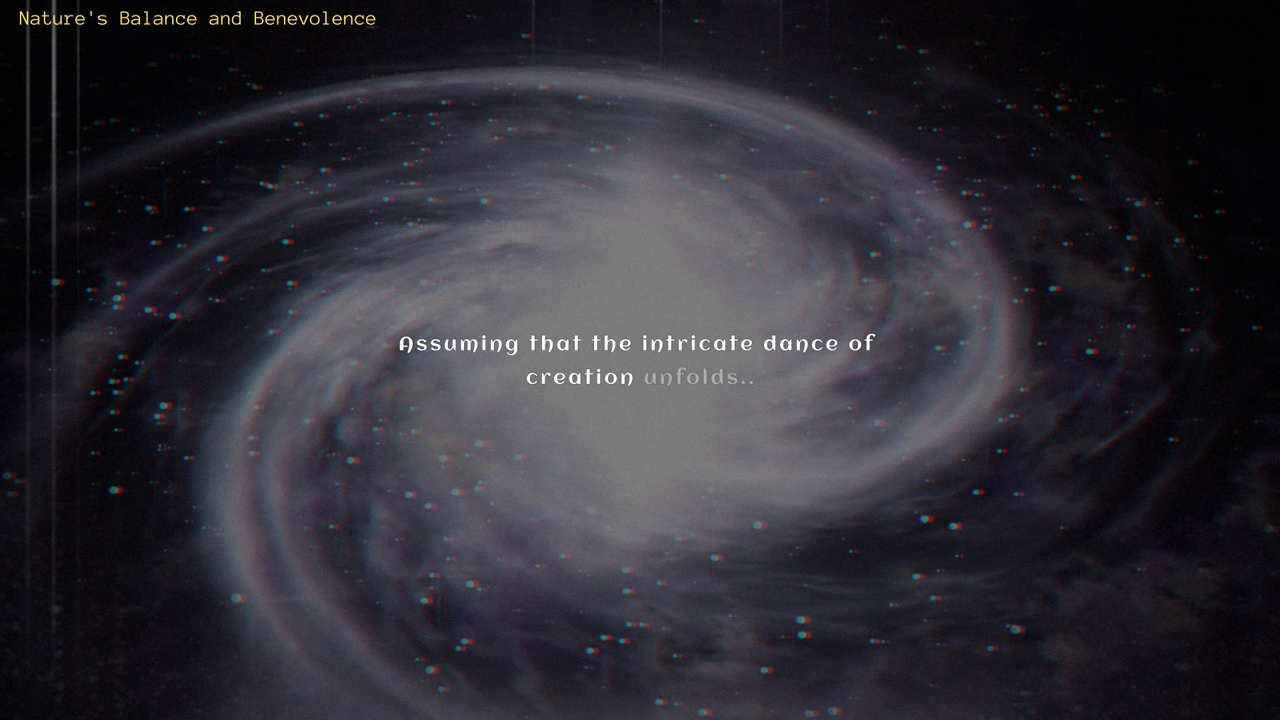 Nature's Balance and Benevolence
Assuming that the intricate dance of
creation unfolds..